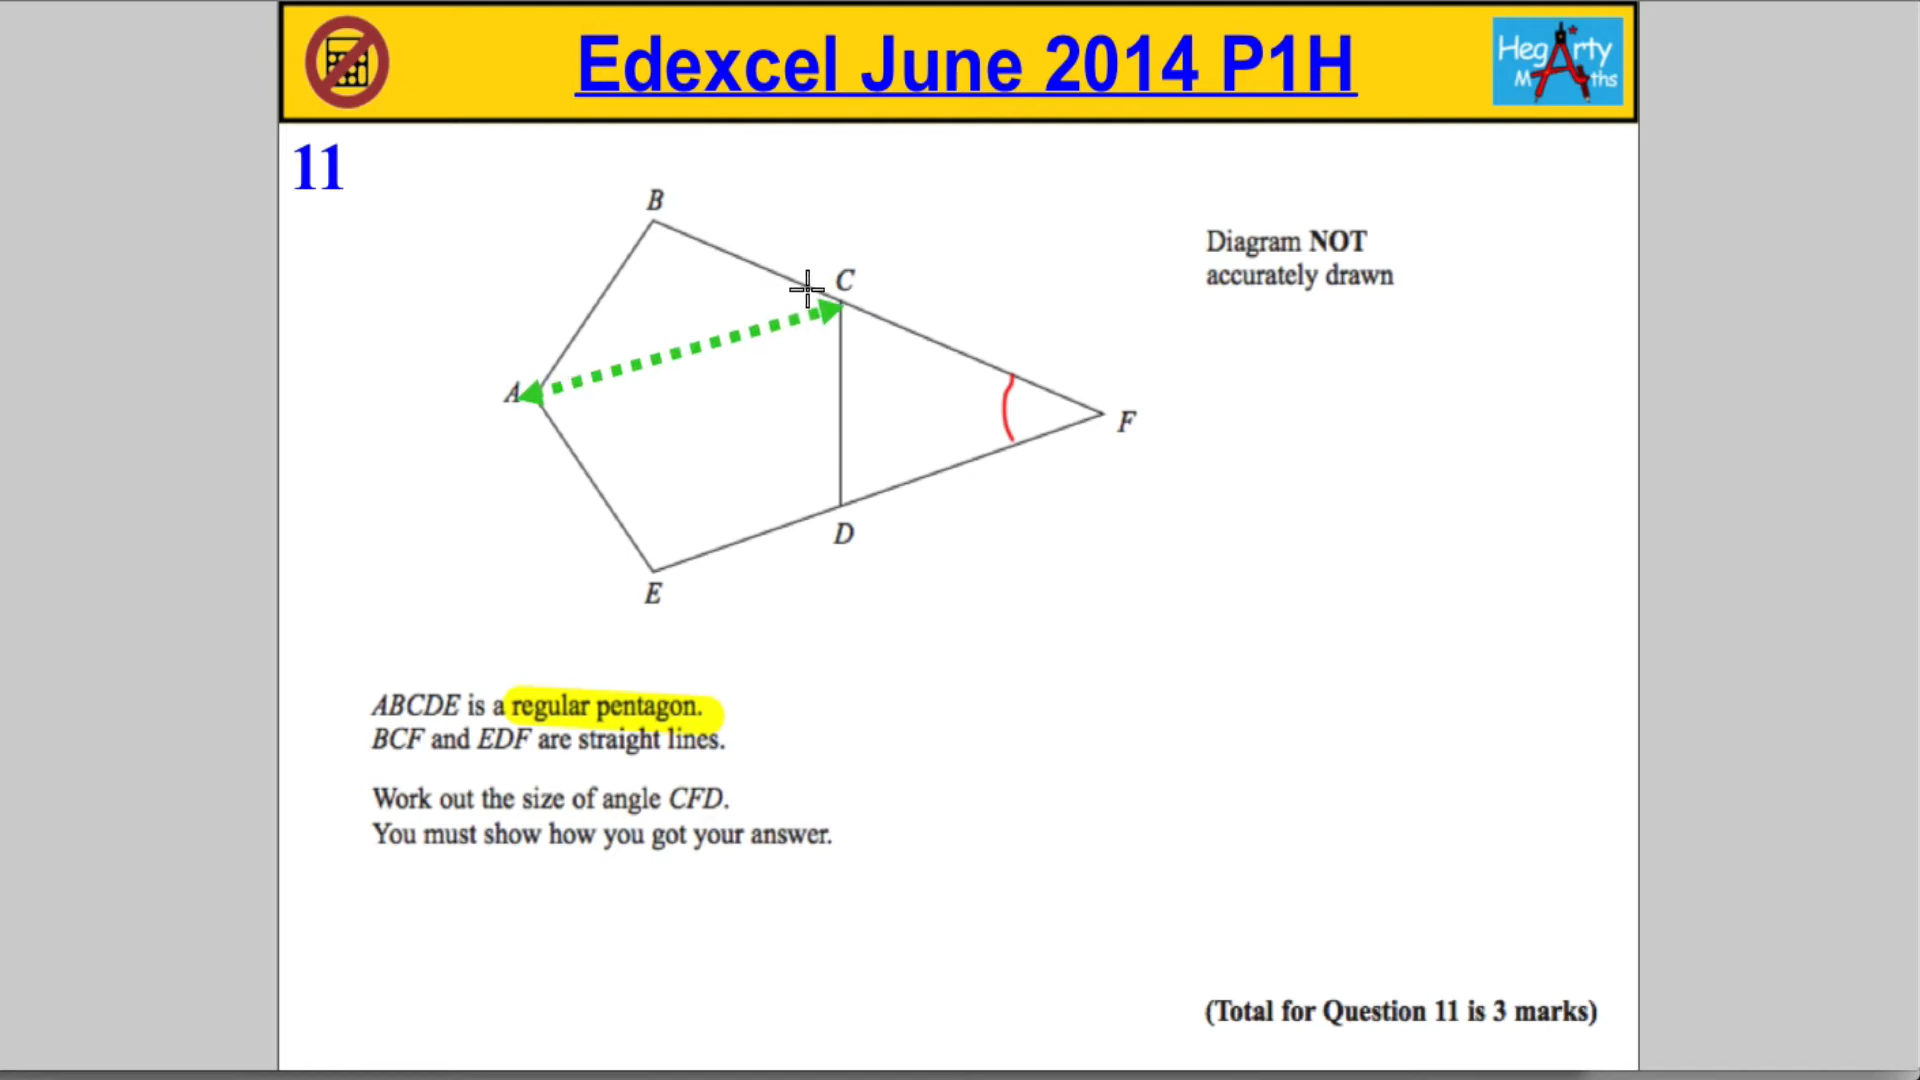 Edexcel June 2014 P1H
HegArty
MAths
11
B
C
A
F
D
E
Diagram NOT
accurately drawn
ABCDE is a regular pentagon.
BCF and EDF are straight lines.
Work out the size of angle CFD.
You must show how you got your answer.
(Total for Question 11 is 3 marks)